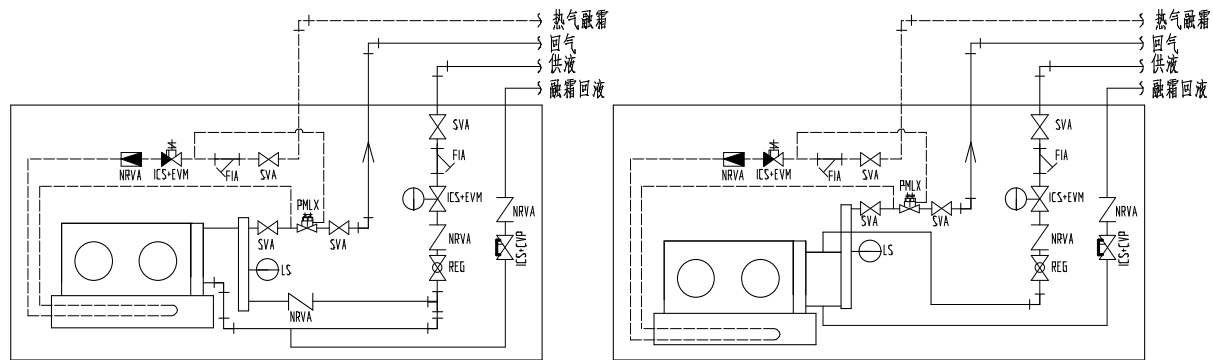 热气融霜
回气
供液
融霜回液
SVA
FIA
NRVA
ICS+EVM
FIA
SVA
ICS+EVM
PMLX
NRVA
SVA
SVA
NRVA
ICS+CVP
LS
REG
NRVA
热气融霜
回气
供液
融霜回液
SVA
FIA
NRVA
ICS+EVM
FIA
SVA
PMLX
ICS+EVM
NRVA
SVA
SVA
NRVA
ICS+CVP
LS
REG